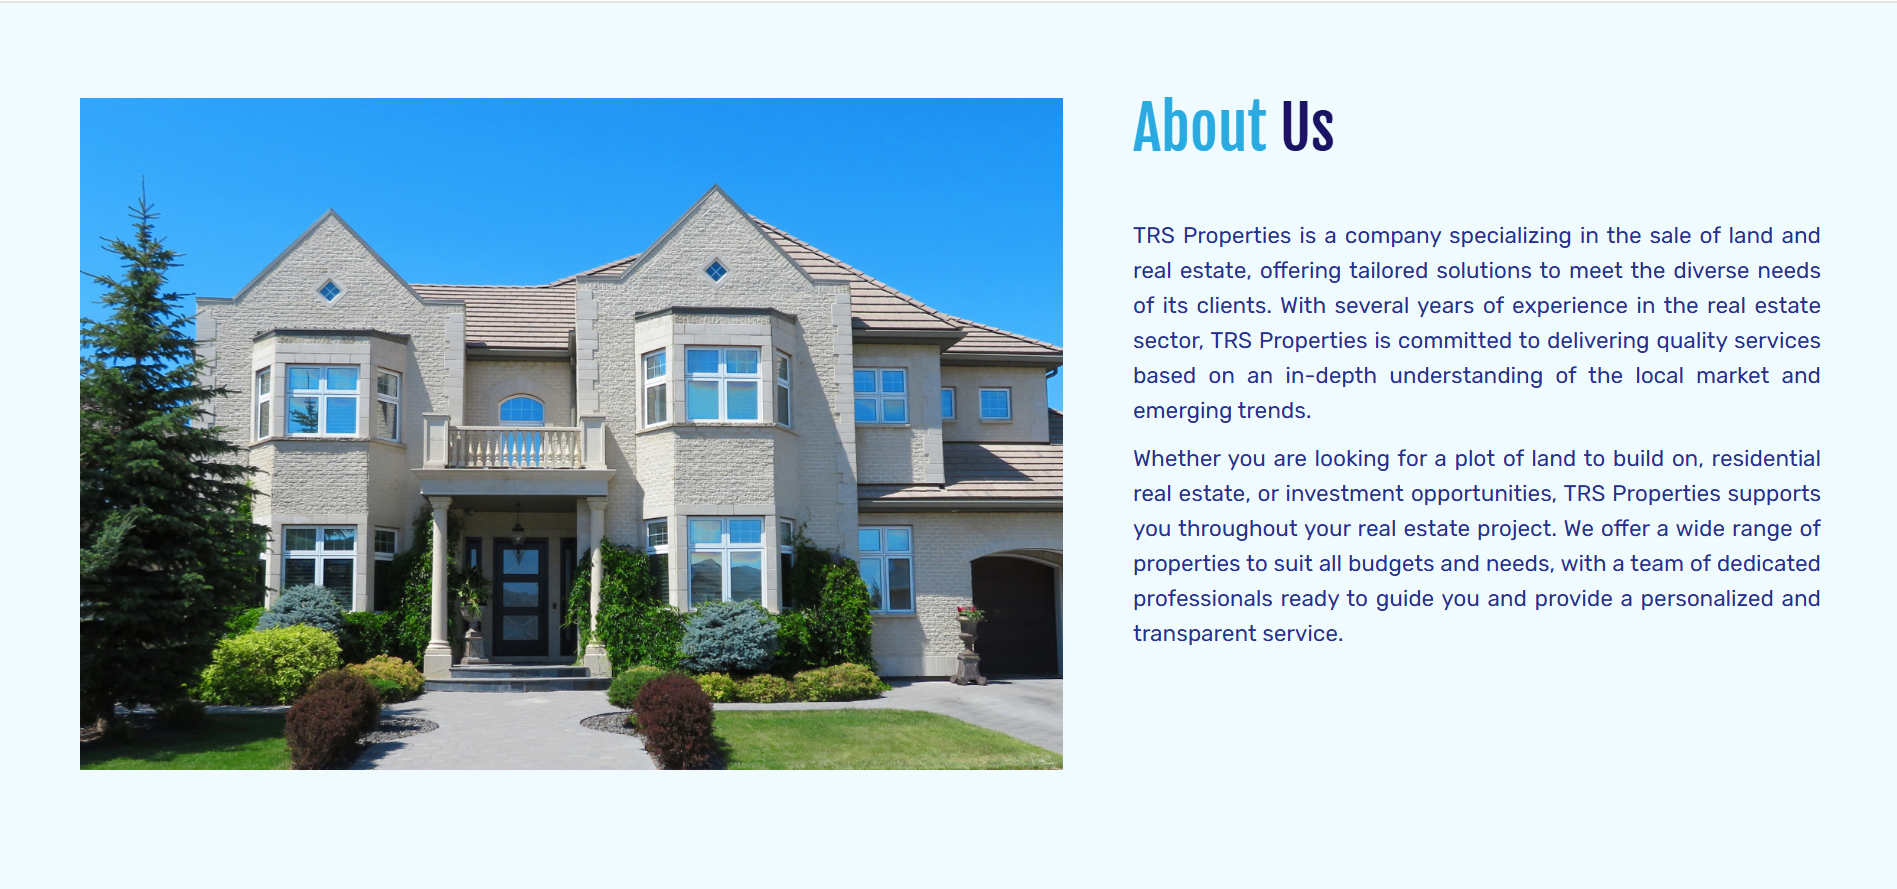 About Us
TRS Properties is a company specializing in the sale of land and
real estate, offering tailored solutions to meet the diverse needs
of its clients. With several years of experience in the real estate
sector, TRS Properties is committed to delivering quality services
based on an in-depth understanding of the local market and
emerging trends.
Whether you are looking for a plot of land to build on, residential
real estate, or investment opportunities, TRS Properties supports
you throughout your real estate project. We offer a wide range of
properties to suit all budgets and needs, with a team of dedicated
professionals ready to guide you and provide a personalized and
transparent service.